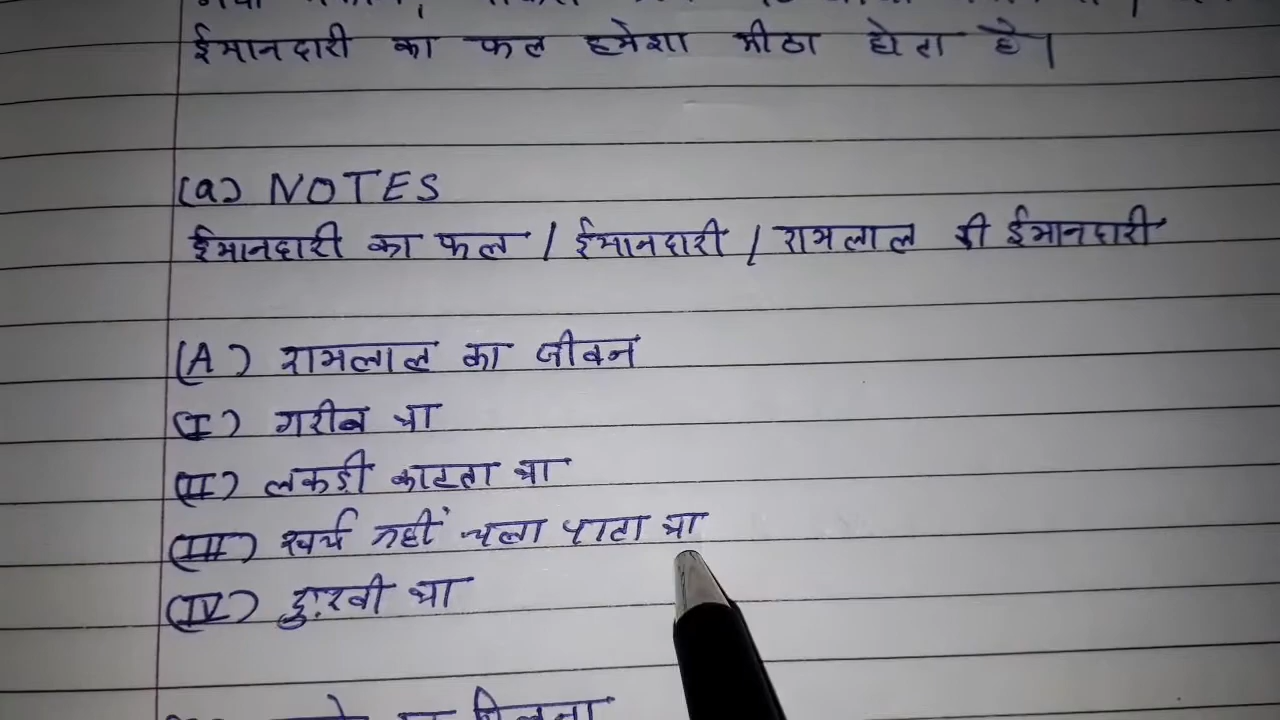 ईमानदारी का फल हमेशा मीठा होता है।
(a) NOTES
ईमानदारी का फल / ईमानदारी / रामलाल की ईमानदारी
(A) रामलाल का जीवन
(I) गरीब था
(II) लकड़ी काटता था
(III) खर्च नहीं चला पाता था
(IV) दुःखी था